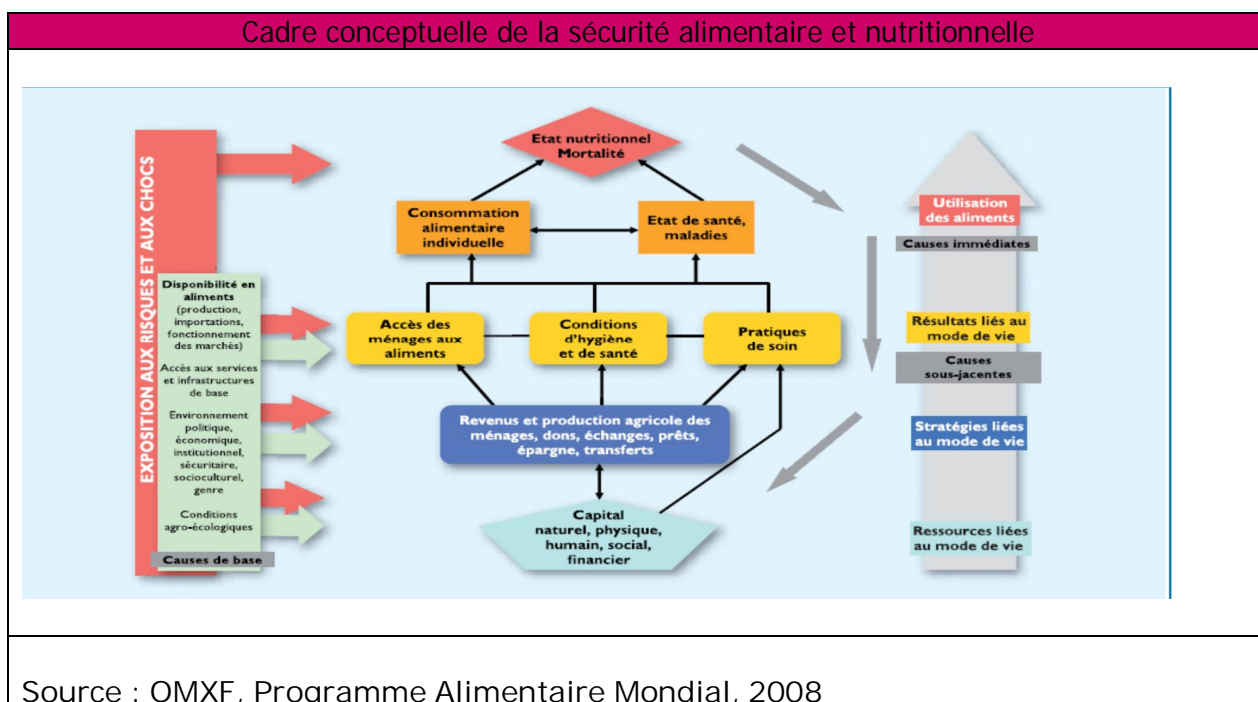 Cadre conceptuelle de la sécurité alimentaire et nutritionnelle
EXPOSITION AUX RISQUES ET AUX CHOCS
Disponibilité en
aliments
(production,
importations,
fonctionnement
des marchés)
Accès aux services
et infrastructures
de base
Environnement
politique,
économique,
institutionnel,
sécuritaire,
socioculturel,
genre
Conditions
agro-écologiques
Causes de base
Etat nutritionnel
Mortalité
Consommation
alimentaire
individuelle
Etat de santé,
maladies
Accès des
ménages aux
aliments
Conditions
d'hygiène
et de santé
Pratiques
de soin
Revenus et production agricole des
ménages, dons, échanges, prêts,
épargne, transferts
Capital
naturel, physique,
humain, social,
financier
Utilisation
des aliments
Causes immédiates
Résultats liés au
mode de vie
Causes
sous-jacentes
Stratégies liées
au mode de vie
Ressources liées
au mode de vie
Source : OMXF, Programme Alimentaire Mondial, 2008